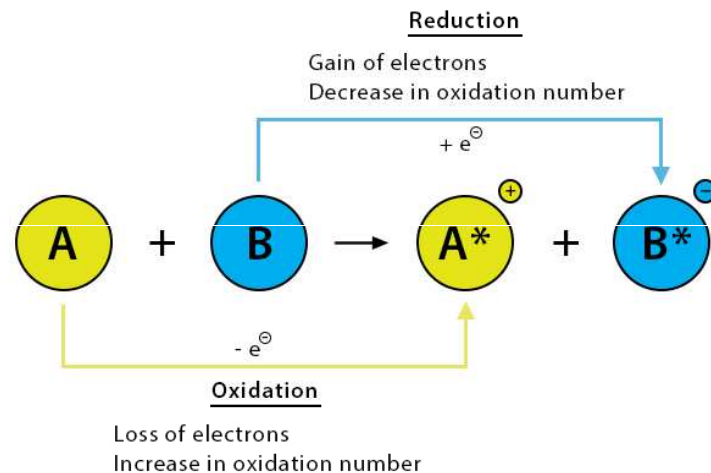 Reduction
Gain of electrons
Decrease in oxidation number
+ e⊖
A + B → A*⊕ + B*⊖
- e⊖
Oxidation
Loss of electrons
Increase in oxidation number